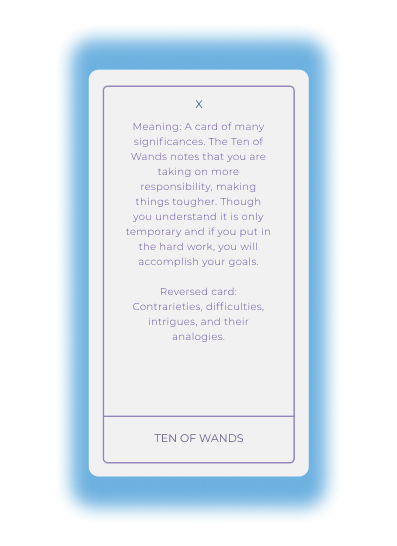 X
Meaning: A card of many
significances. The Ten of
Wands notes that you are
taking on more
responsibility, making
things tougher. Though
you understand it is only
temporary and if you put in
the hard work, you will
accomplish your goals.
Reversed card:
Contrarieties, difficulties,
intrigues, and their
analogies.
TEN OF WANDS